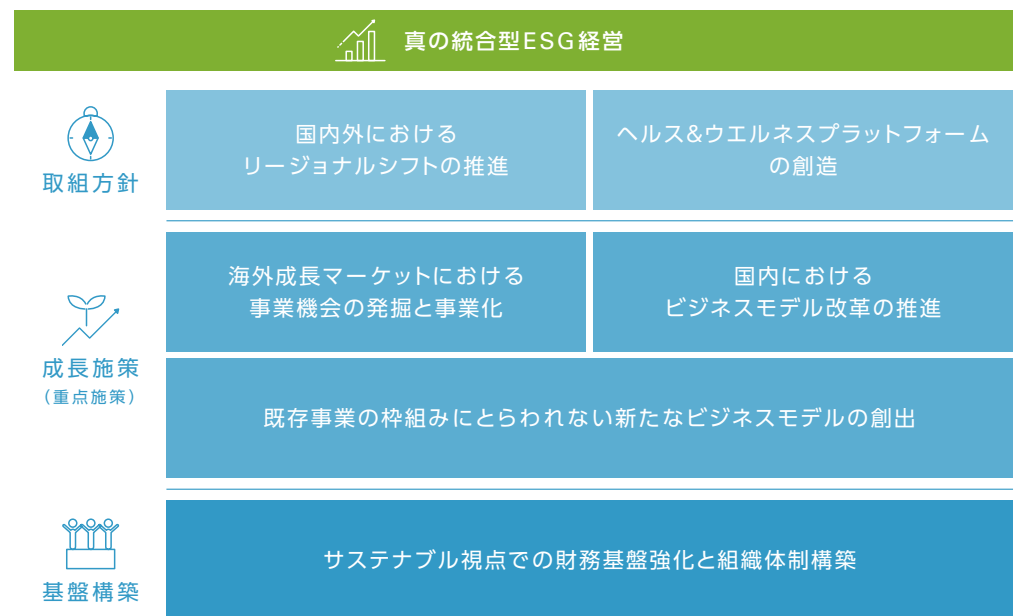 真の統合型ESG経営
取組方針
国内外における
リージョナルシフトの推進
ヘルス&ウエルネスプラットフォーム
の創造
成長施策
(重点施策)
海外成長マーケットにおける
事業機会の発掘と事業化
国内における
ビジネスモデル改革の推進
既存事業の枠組みにとらわれない新たなビジネスモデルの創出
基盤構築
サステナブル視点での財務基盤強化と組織体制構築